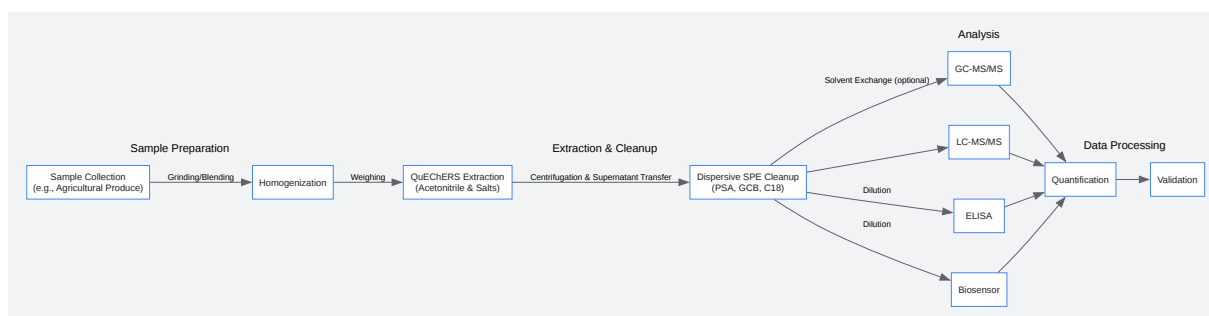 Analysis
GC-MS/MS
Solvent Exchange (optional)
Sample Preparation
Extraction & Cleanup
LC-MS/MS
Data Processing
Sample Collection
(e.g., Agricultural Produce)
Grinding/Blending
Homogenization
Weighing
QuEChERS Extraction
(Acetonitrile & Salts)
Centrifugation & Supernatant Transfer
Dispersive SPE Cleanup
(PSA, GCB, C18)
Quantification
Validation
Dilution
ELISA
Dilution
Biosensor